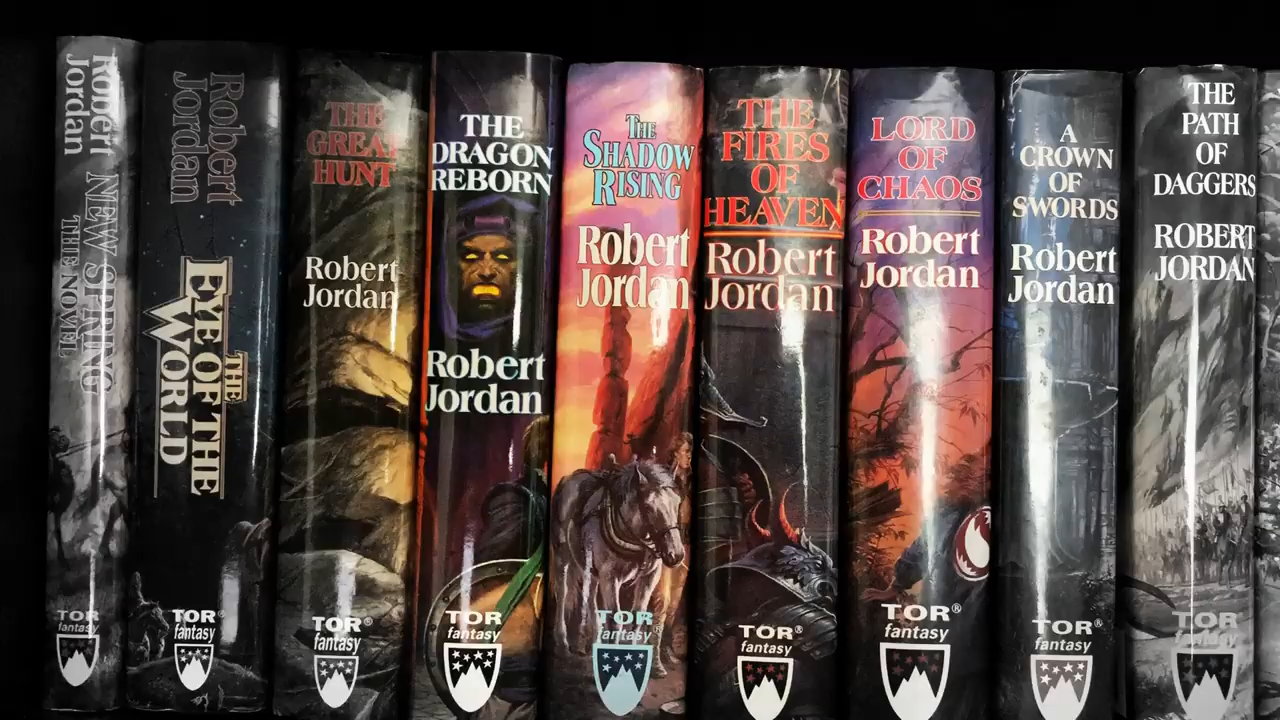 Robert
Jordan
NEW SPRING
THE NOVEL
TOR
fantasy
Robert
Jordan
THE
EYE OF THE
WORLD
TOR®
fantasy
THE
GREAT
HUNT
Robert
Jordan
TOR®
fantasy
THE
DRAGON
REBORN
Robert
Jordan
TOR
fantasy
THE
SHADOW
RISING
Robert
Jordan
TOR
fantasy
THE
FIRES
OF
HEAVEN
Robert
Jordan
TOR®
fantasy
LORD
OF
CHAOS
Robert
Jordan
TOR®
fantasy
A
CROWN
OF
SWORDS
Robert
Jordan
TOR®
fantasy
THE
PATH
OF
DAGGERS
ROBERT
JORDAN
TOR®
fantasy